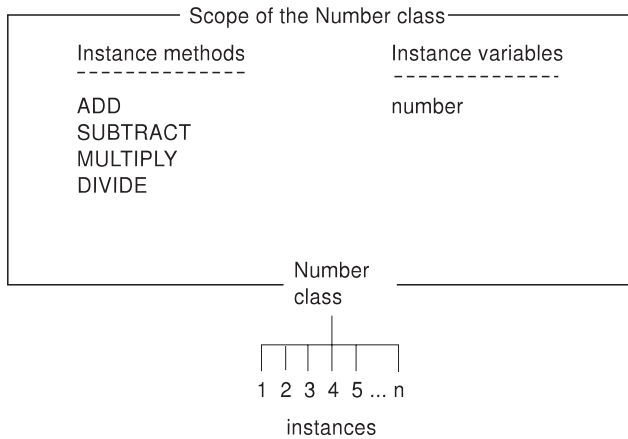 Scope of the Number class
Instance methods
Instance variables
ADD
number
SUBTRACT
MULTIPLY
DIVIDE
Number
class
1 2 3 4 5 ... n
instances